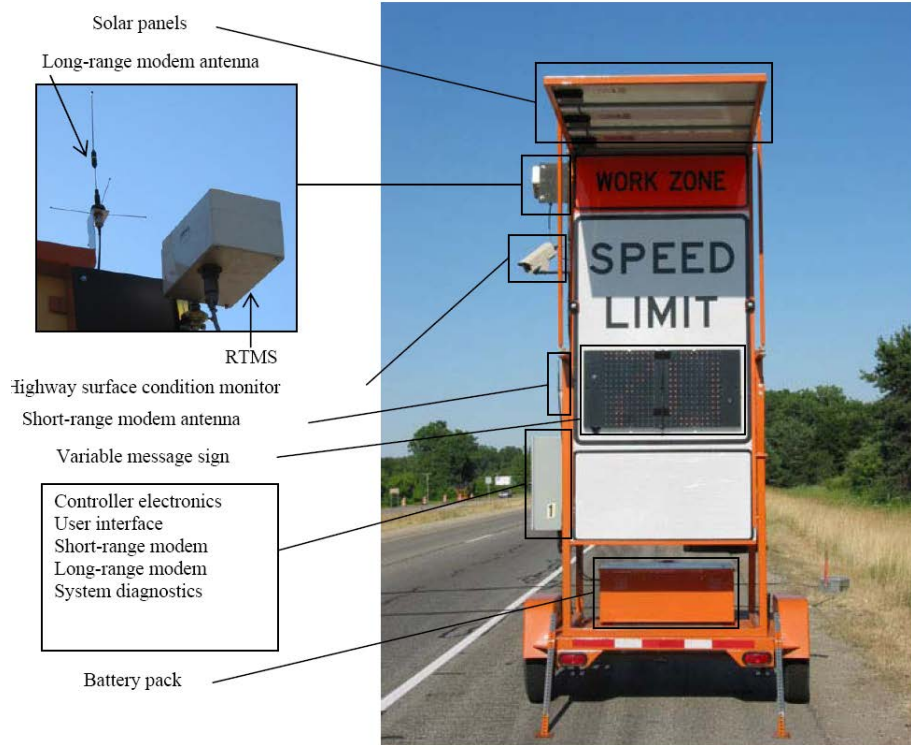 Solar panels
Long-range modem antenna
RTMS
Highway surface condition monitor
Short-range modem antenna
Variable message sign
Controller electronics
User interface
Short-range modem
Long-range modem
System diagnostics
Battery pack
WORK ZONE
SPEED
LIMIT
1